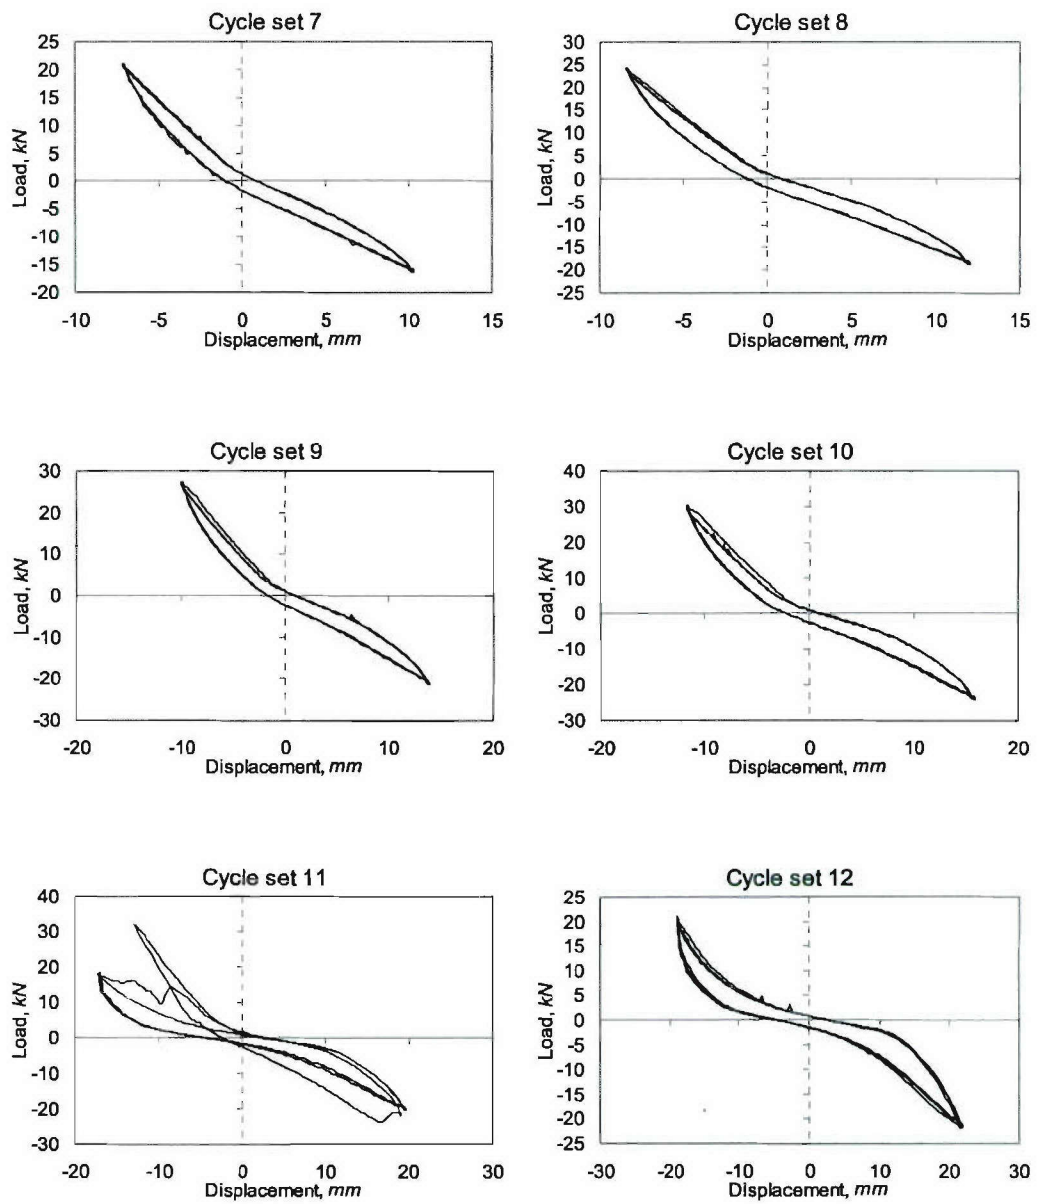 Cycle set 7
25
20
15
10
5
0
-5
-10
-15
-20
Load, kN
-10 -5 0 5 10 15
Displacement, mm
Cycle set 8
30
25
20
15
10
5
0
-5
-10
-15
-20
-25
Load, kN
-10 -5 0 5 10 15
Displacement, mm
Cycle set 9
30
20
10
0
-10
-20
-30
Load, kN
-20 -10 0 10 20
Displacement, mm
Cycle set 10
40
30
20
10
0
-10
-20
-30
Load, kN
-20 -10 0 10 20
Displacement, mm
Cycle set 11
40
30
20
10
0
-10
-20
-30
Load, kN
-20 -10 0 10 20 30
Displacement, mm
Cycle set 12
25
20
15
10
5
0
-5
-10
-15
-20
-25
Load, kN
-30 -20 -10 0 10 20 30
Displacement, mm